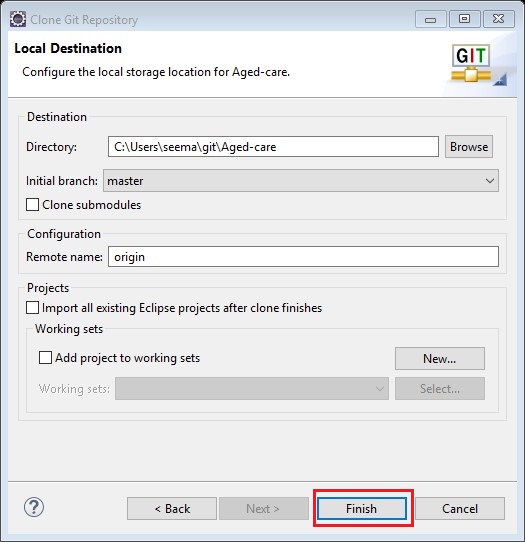 Clone Git Repository
Local Destination
Configure the local storage location for Aged-care.
GIT
Destination
Directory: C:\Users\seema\git\Aged-care Browse
Initial branch: master
Clone submodules
Configuration
Remote name: origin
Projects
Import all existing Eclipse projects after clone finishes
Working sets
Add project to working sets New...
Working sets: Select...
? < Back Next > Finish Cancel